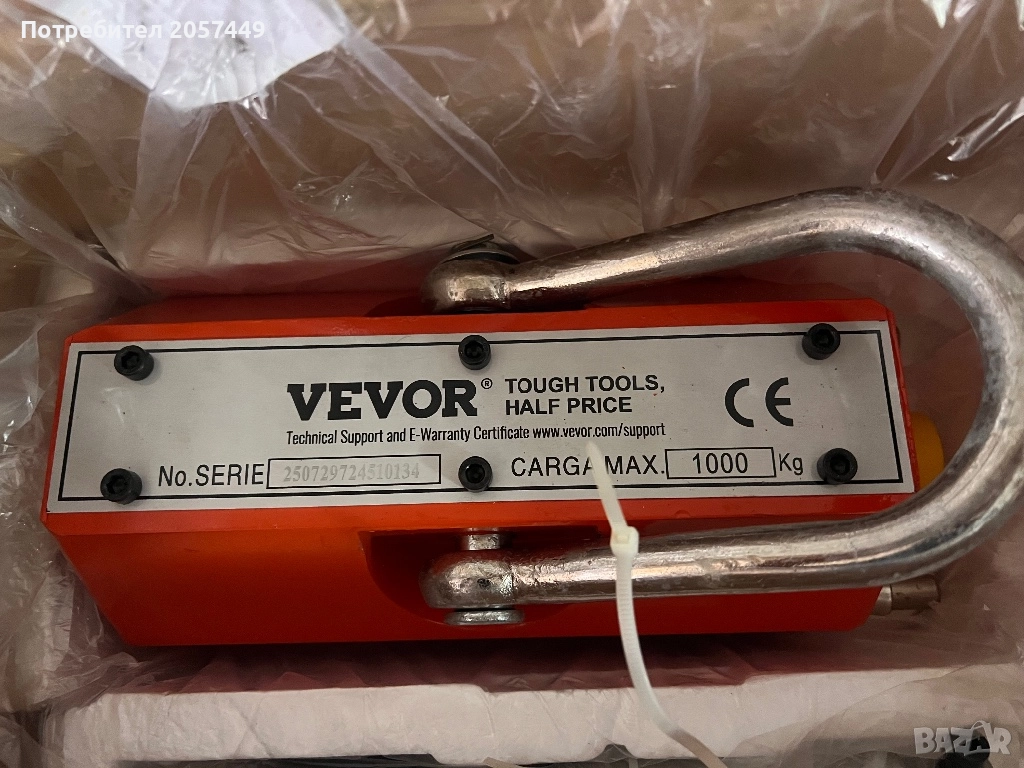 Потребител 2057449
VEVOR® TOUGH TOOLS,
HALF PRICE
CE
Technical Support and E-Warranty Certificate www.vevor.com/support
No.SERIE 250729724510134 CARGA MAX. 1000 Kg
BAZAR